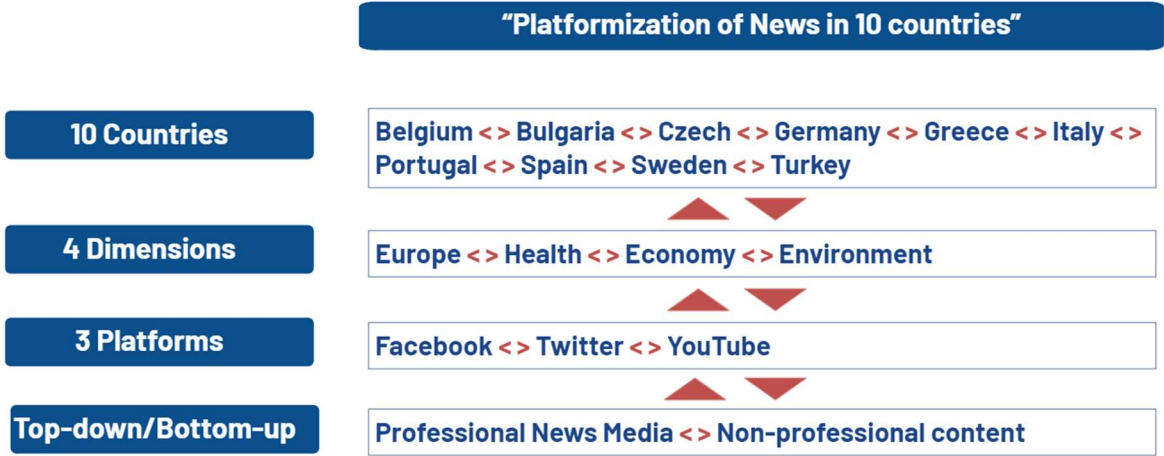 “Platformization of News in 10 countries”
10 Countries
Belgium <> Bulgaria <> Czech <> Germany <> Greece <> Italy <>
Portugal <> Spain <> Sweden <> Turkey
4 Dimensions
Europe <> Health <> Economy <> Environment
3 Platforms
Facebook <> Twitter <> YouTube
Top-down/Bottom-up
Professional News Media <> Non-professional content